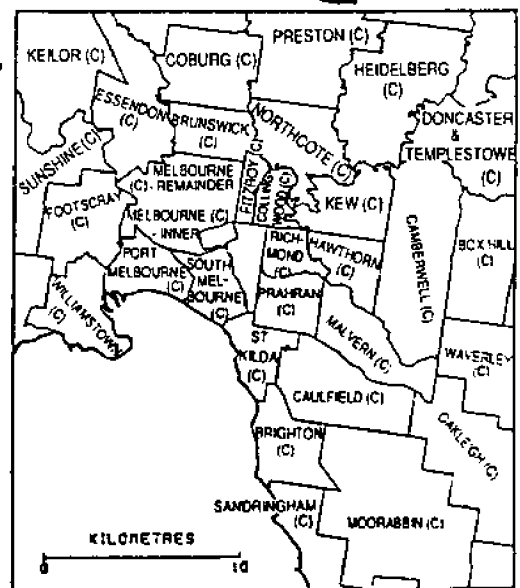 PRESTON (C)
KEILOR (C)
COBURG (C)
HEIDELBERG
(C)
ESSENDON
(C)
BRUNSWICK
(C)
NORTHCOTE (C)
DONCASTER
&
TEMPLESTOWE
(C)
SUNSHINE (C)
MELBOURNE
(C)-REMAINDER
FITZROY (C)
COLLING
WOOD (C)
KEW (C)
FOOTSCRAY
(C)
MELBOURNE (C)
INNER
CAMBERWELL (C)
BOX HILL
(C)
RICH-
MOND
(C)
HAWTHORN
(C)
PORT
MELBOURNE
(C)
SOUTH
MEL-
BOURNE
(C)
PRAHRAN
(C)
WILLIAMSTOWN
(C)
MALVERN (C)
ST
KILDA
(C)
WAVERLEY
(C)
CAULFIELD (C)
OAKLEIGH (C)
BRIGHTON
(C)
SANDRINGHAM
(C)
MOORABBIN (C)
KILOMETRES
0 10